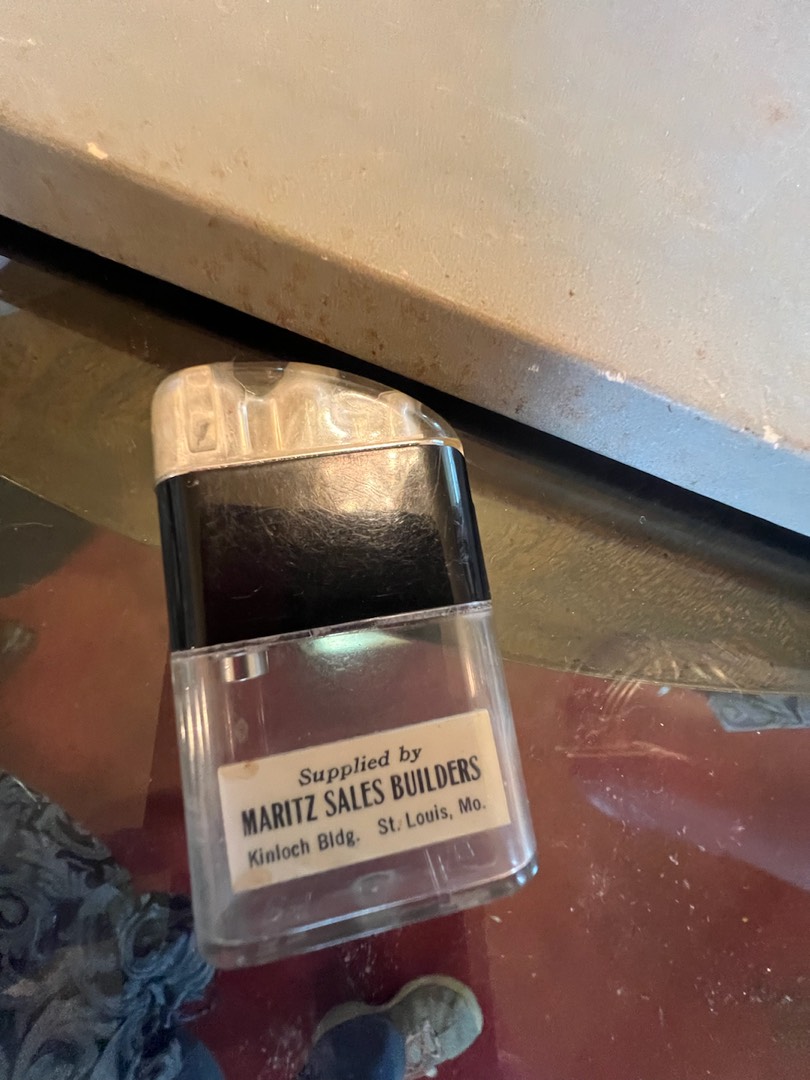 Supplied by
MARITZ SALES BUILDERS
Kinloch Bldg. St. Louis, Mo.